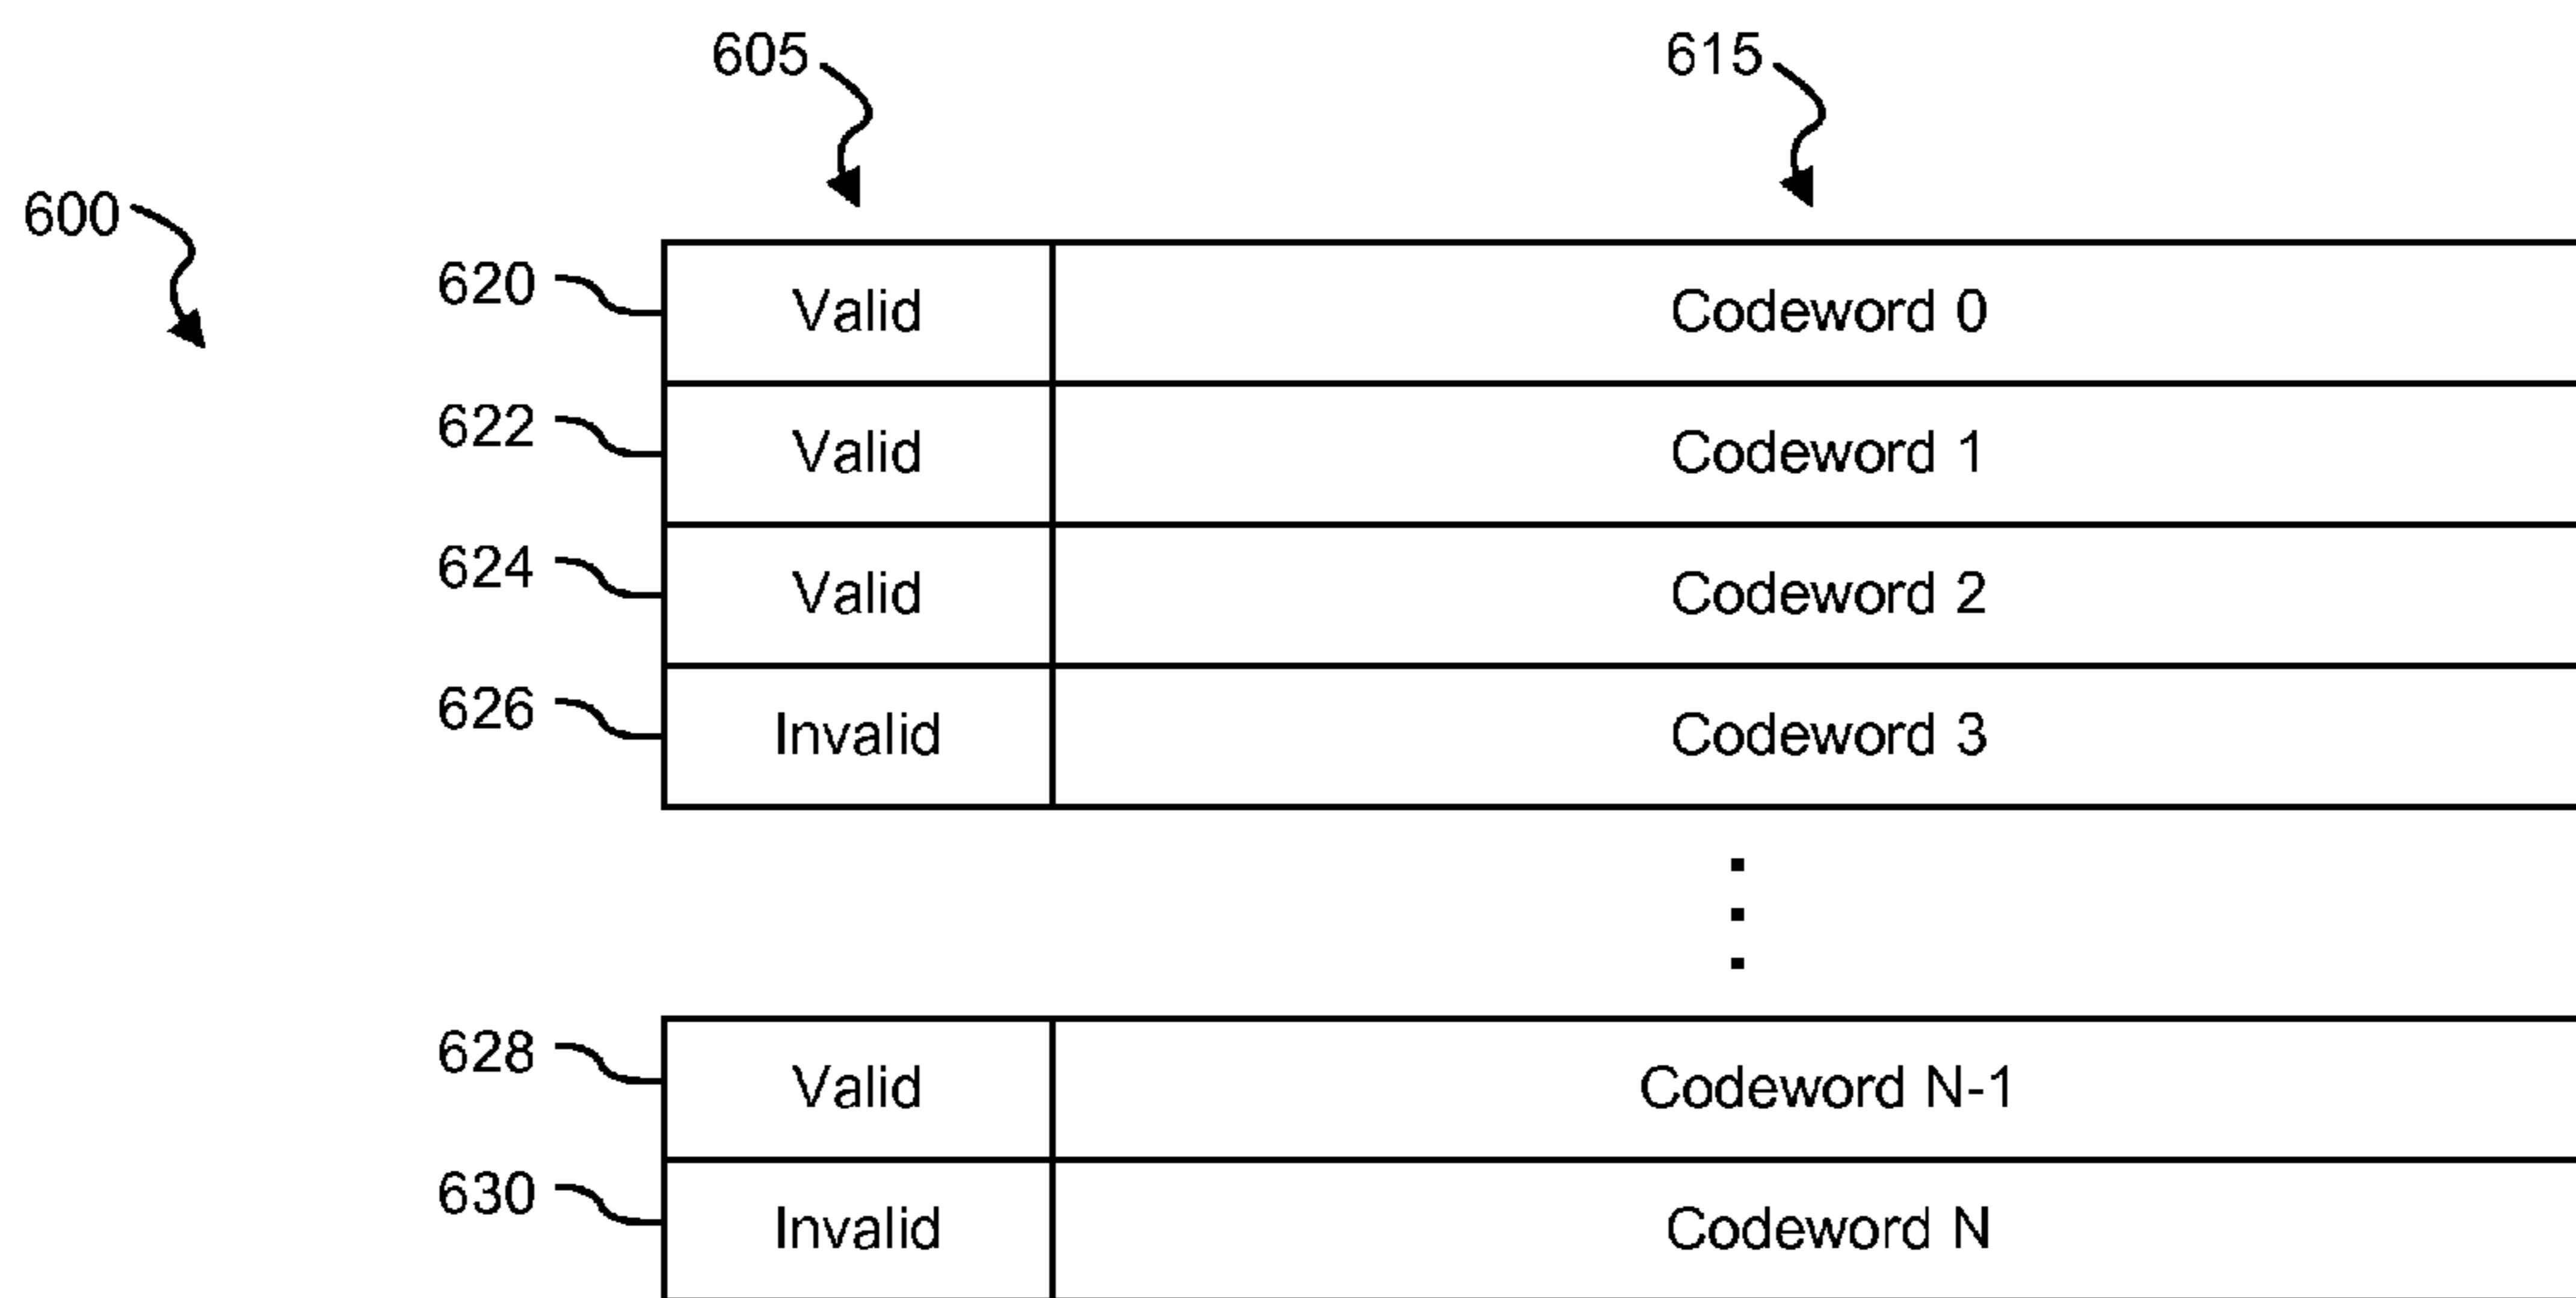 605 615
600
620 Valid Codeword 0
622 Valid Codeword 1
624 Valid Codeword 2
626 Invalid Codeword 3
628 Valid Codeword N-1
630 Invalid Codeword N